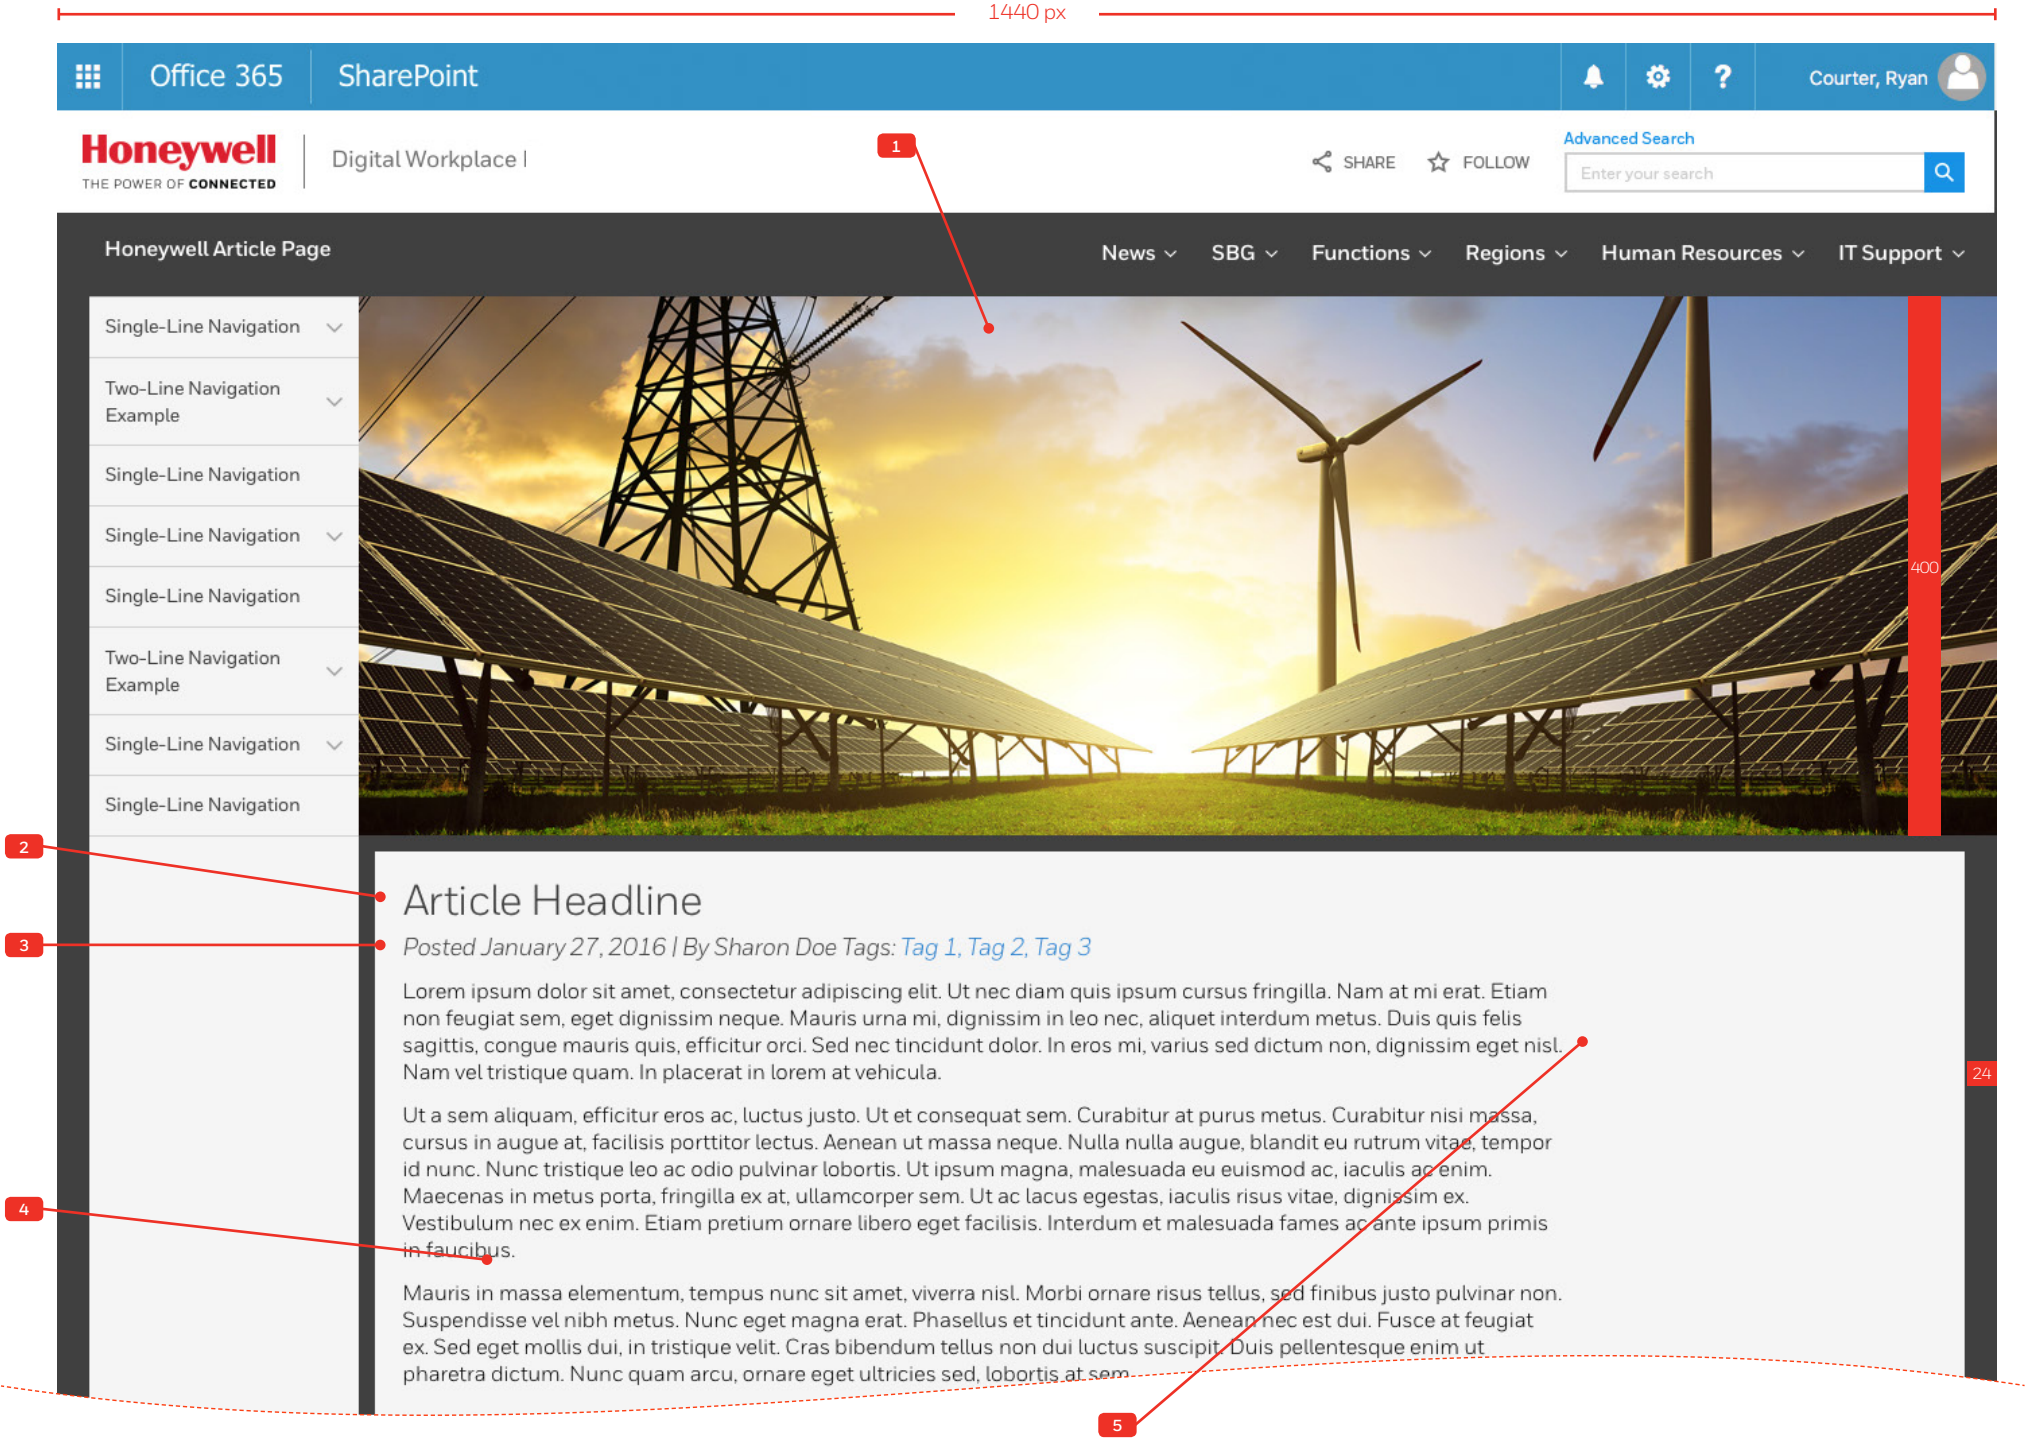 1440 px
Office 365
SharePoint
?
Courter, Ryan
Honeywell
THE POWER OF CONNECTED
Digital Workplace |
1
SHARE
FOLLOW
Advanced Search
Enter your search
Honeywell Article Page
News
SBG
Functions
Regions
Human Resources
IT Support
Single-Line Navigation
Two-Line Navigation
Example
Single-Line Navigation
Single-Line Navigation
Single-Line Navigation
Two-Line Navigation
Example
Single-Line Navigation
Single-Line Navigation
400
2
Article Headline
3
Posted January 27, 2016 | By Sharon Doe Tags: Tag 1, Tag 2, Tag 3
Lorem ipsum dolor sit amet, consectetur adipiscing elit. Ut nec diam quis ipsum cursus fringilla. Nam at mi erat. Etiam
non feugiat sem, eget dignissim neque. Mauris urna mi, dignissim in leo nec, aliquet interdum metus. Duis quis felis
sagittis, congue mauris quis, efficitur orci. Sed nec tincidunt dolor. In eros mi, varius sed dictum non, dignissim eget nisl.
Nam vel tristique quam. In placerat in lorem at vehicula.
24
Ut a sem aliquam, efficitur eros ac, luctus justo. Ut et consequat sem. Curabitur at purus metus. Curabitur nisi massa,
cursus in augue at, facilisis porttitor lectus. Aenean ut massa neque. Nulla nulla augue, blandit eu rutrum vitae, tempor
id nunc. Nunc tristique leo ac odio pulvinar lobortis. Ut ipsum magna, malesuada eu euismod ac, iaculis ac enim.
Maecenas in metus porta, fringilla ex at, ullamcorper sem. Ut ac lacus egestas, iaculis risus vitae, dignissim ex.
Vestibulum nec ex enim. Etiam pretium ornare libero eget facilisis. Interdum et malesuada fames ac ante ipsum primis
in faucibus.
4
Mauris in massa elementum, tempus nunc sit amet, viverra nisl. Morbi ornare risus tellus, sed finibus justo pulvinar non.
Suspendisse vel nibh metus. Nunc eget magna erat. Phasellus et tincidunt ante. Aenean nec est dui. Fusce at feugiat
ex. Sed eget mollis dui, in tristique velit. Cras bibendum tellus non dui luctus suscipit. Duis pellentesque enim ut
pharetra dictum. Nunc quam arcu, ornare eget ultricies sed, lobortis at sem
5